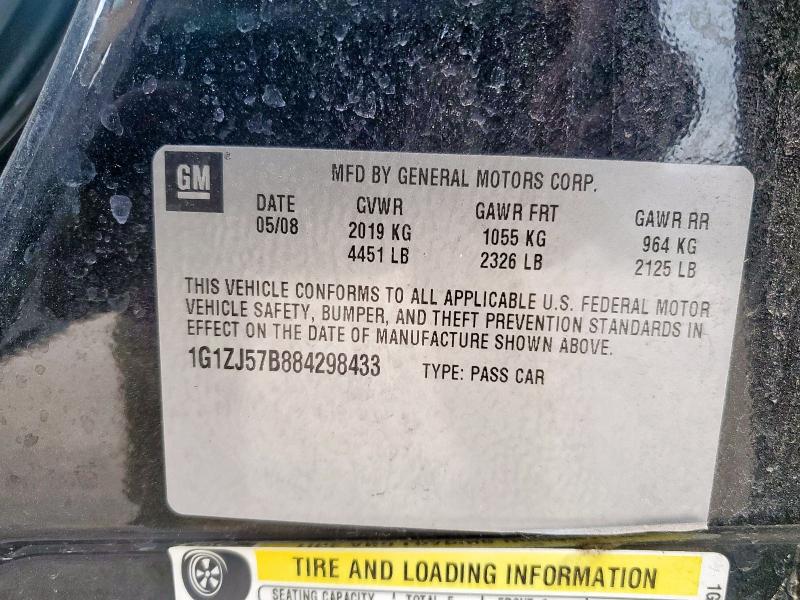 GM
MFD BY GENERAL MOTORS CORP.
DATE GVWR GAWR FRT GAWR RR
05/08 2019 KG 1055 KG 964 KG
4451 LB 2326 LB 2125 LB
THIS VEHICLE CONFORMS TO ALL APPLICABLE U.S. FEDERAL MOTOR
VEHICLE SAFETY, BUMPER, AND THEFT PREVENTION STANDARDS IN
EFFECT ON THE DATE OF MANUFACTURE SHOWN ABOVE.
1G1ZJ57B884298433 TYPE: PASS CAR
TIRE AND LOADING INFORMATION
SEATING CAPACITY TOTAL